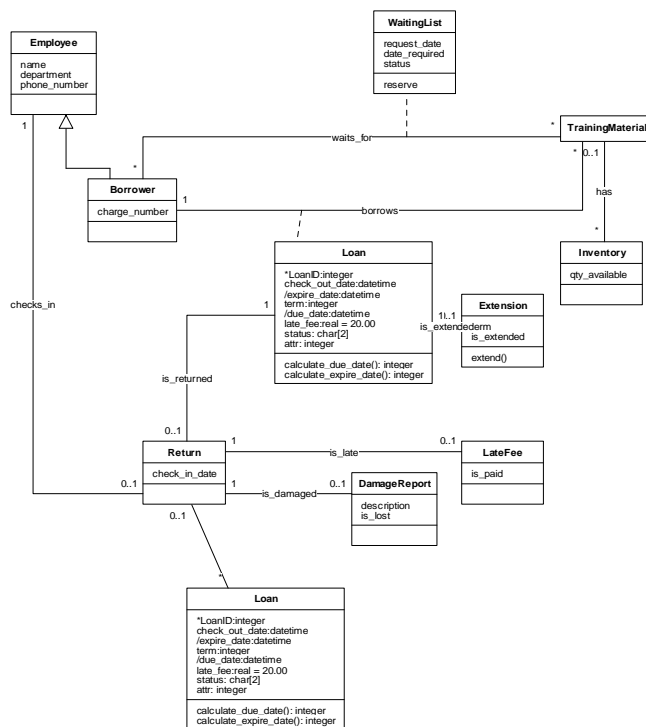 WaitingList
request_date
date_required
status
reserve
Employee
name
department
phone_number
1
*
waits_for
*
TrainingMaterial
* 0..1
has
Borrower
charge_number
1
borrows
*
Inventory
qty_available
Loan
*LoanID:integer
check_out_date:datetime
/expire_date:datetime
term:integer
/due_date:datetime
late_fee:real = 20.00
status: char[2]
attr: integer
calculate_due_date(): integer
calculate_expire_date(): integer
1
Extension
is_extended
extend()
checks_in
is_returned
0..1
Return
check_in_date
0..1
1
is_late
0..1
LateFee
is_paid
1
is_damaged
0..1
DamageReport
description
is_lost
0..1
*
Loan
*LoanID:integer
check_out_date:datetime
/expire_date:datetime
term:integer
/due_date:datetime
late_fee:real = 20.00
status: char[2]
attr: integer
calculate_due_date(): integer
calculate_expire_date(): integer